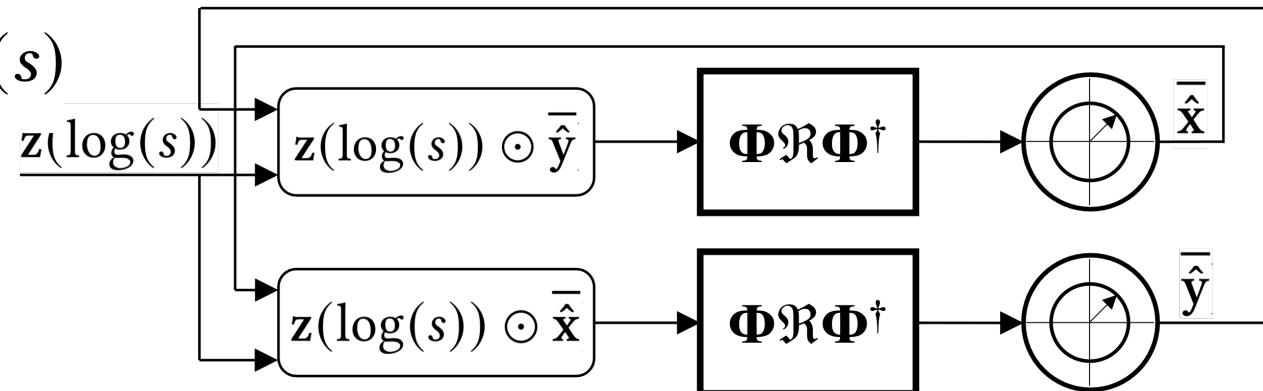 (s)
z(log(s))
z(log(s)) ⊙ ŷ̅
𝚽ℜ𝚽†
x̂̅
z(log(s)) ⊙ x̂̅
𝚽ℜ𝚽†
ŷ̅